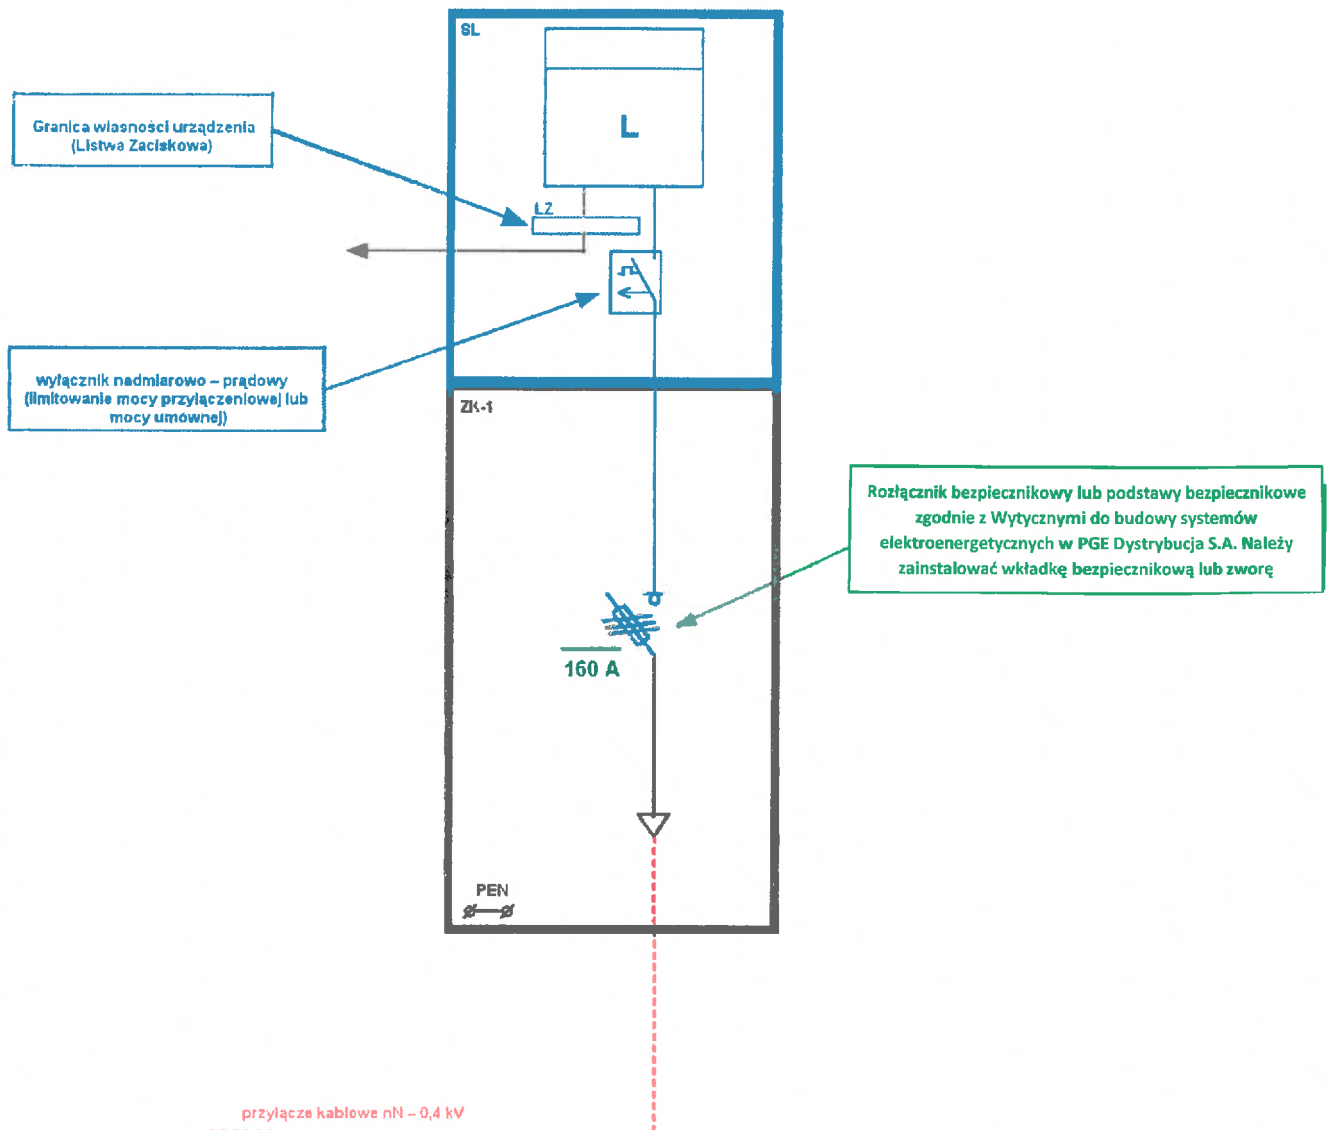 SL
L
Granica własności urządzenia
(Listwa Zaciskowa)
LZ
wyłącznik nadmiarowo – prądowy
(limitowanie mocy przyłączeniowej lub
mocy umownej)
ZK-1
Rozłącznik bezpiecznikowy lub podstawy bezpiecznikowe
zgodnie z Wytycznymi do budowy systemów
elektroenergetycznych w PGE Dystrybucja S.A. Należy
zainstalować wkładkę bezpiecznikową lub zworę
160 A
PEN
przyłącze kablowe nN – 0,4 kV